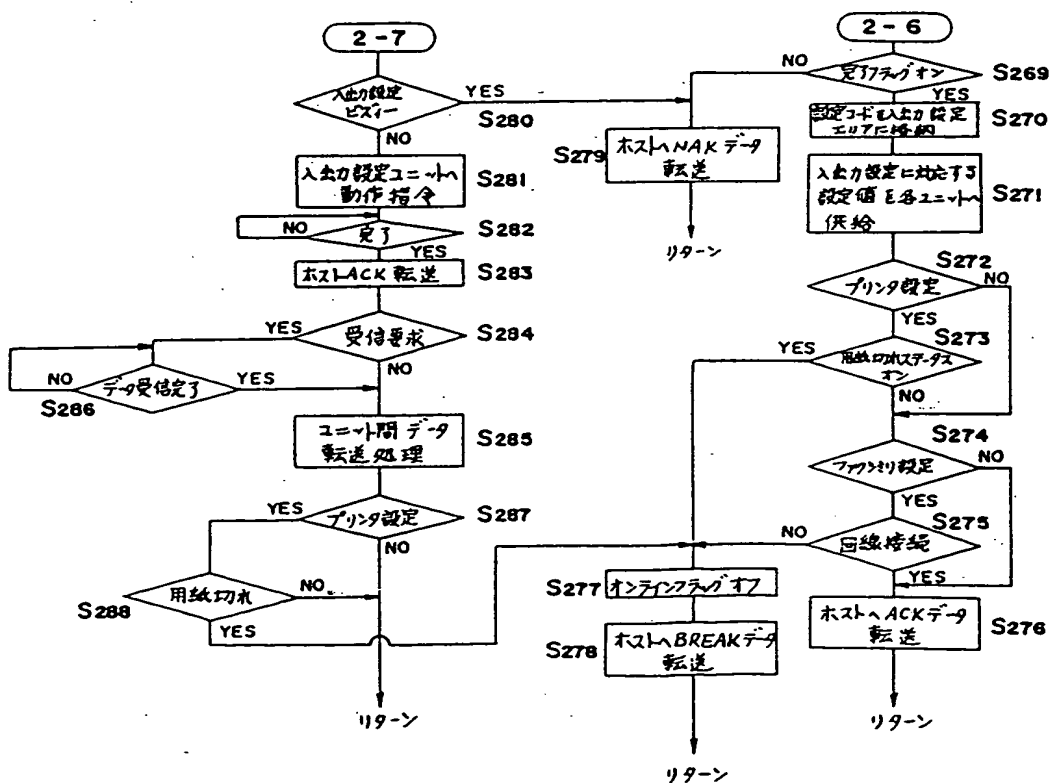 2-7
入出力設定
ビズィー
YES
S280
NO
入出力設定ユニットへ
動作指令
S281
NO
完了
S282
YES
ホストACK転送
S283
YES
受信要求
S284
NO
NO
データ受信完了
YES
S286
ユニット間データ
転送処理
S285
YES
プリンタ設定
S287
NO
用紙切れ
NO
S288
YES
リターン
2-6
NO
完了フラッグオン
S269
YES
設定コードを入出力設定
エリアに格納
S270
S279
ホストへNAKデータ
転送
リターン
入出力設定に対応する
設定値を各ユニットへ
供給
S271
S272
プリンタ設定
NO
YES
S273
YES
用紙切れステータス
オン
NO
S274
ファクシミリ設定
NO
YES
S275
NO
回線接続
YES
S277
オンラインフラッグオフ
S278
ホストへBREAKデータ
転送
リターン
ホストへACKデータ
転送
S276
リターン